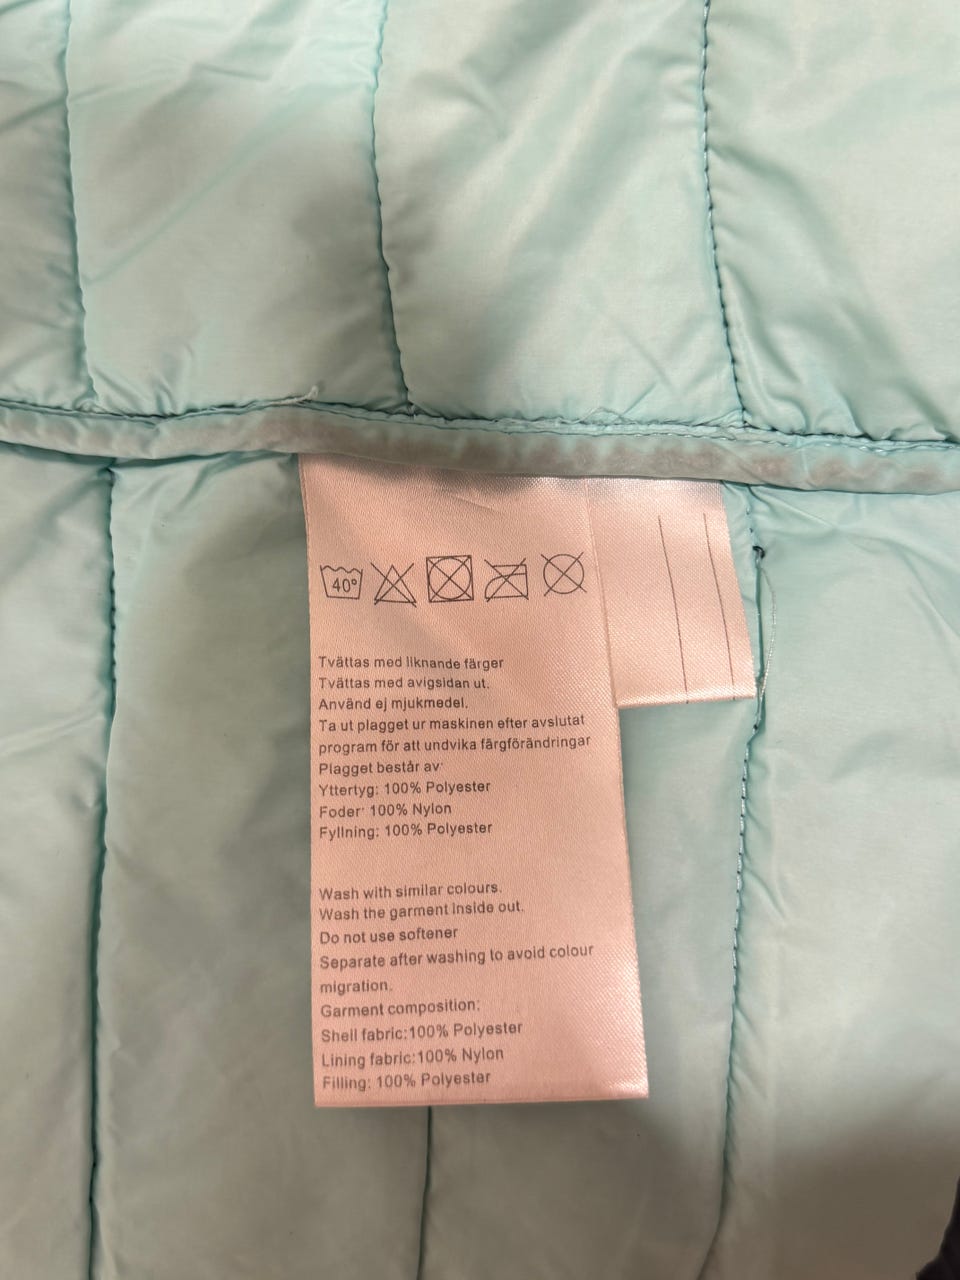 40°
Tvättas med liknande färger
Tvättas med avigsidan ut.
Använd ej mjukmedel.
Ta ut plagget ur maskinen efter avslutat
program för att undvika färgförändringar
Plagget består av:
Yttertyg: 100% Polyester
Foder: 100% Nylon
Fyllning: 100% Polyester
Wash with similar colours.
Wash the garment inside out.
Do not use softener
Separate after washing to avoid colour
migration.
Garment composition:
Shell fabric:100% Polyester
Lining fabric:100% Nylon
Filling: 100% Polyester